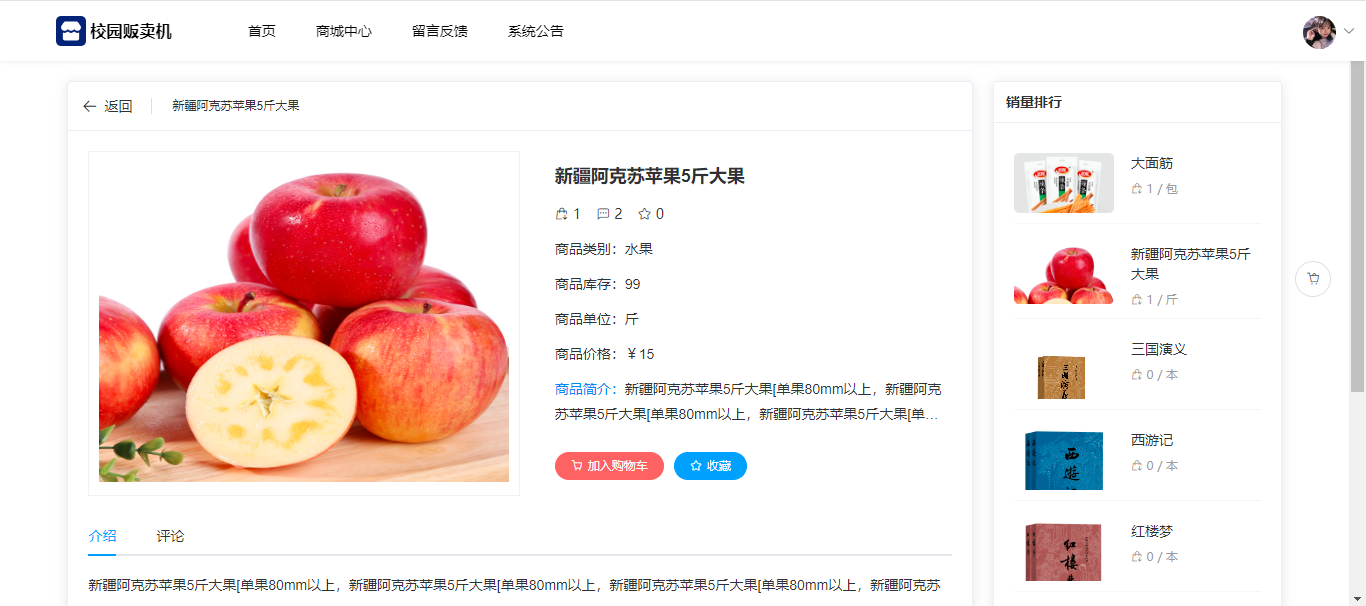 校园贩卖机
首页
商城中心
留言反馈
系统公告
返回
新疆阿克苏苹果5斤大果
新疆阿克苏苹果5斤大果
1 2 0
商品类别：水果
商品库存：99
商品单位：斤
商品价格：￥15
商品简介：新疆阿克苏苹果5斤大果[单果80mm以上，新疆阿克
苏苹果5斤大果[单果80mm以上，新疆阿克苏苹果5斤大果[单...
加入购物车
收藏
介绍
评论
新疆阿克苏苹果5斤大果[单果80mm以上，新疆阿克苏苹果5斤大果[单果80mm以上，新疆阿克苏苹果5斤大果[单果80mm以上，新疆阿克苏
销量排行
大面筋
1 / 包
新疆阿克苏苹果5斤
大果
1 / 斤
三国演义
0 / 本
西游记
0 / 本
红楼梦
0 / 本